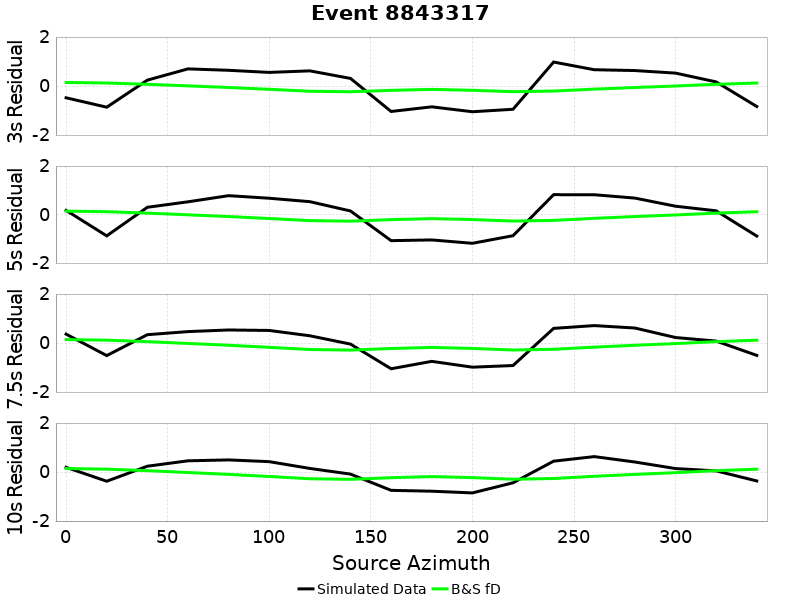 Event 8843317
3s Residual
2
0
-2
5s Residual
2
0
-2
7.5s Residual
2
0
-2
10s Residual
2
0
-2
0 50 100 150 200 250 300
Source Azimuth
Simulated Data B&S fD